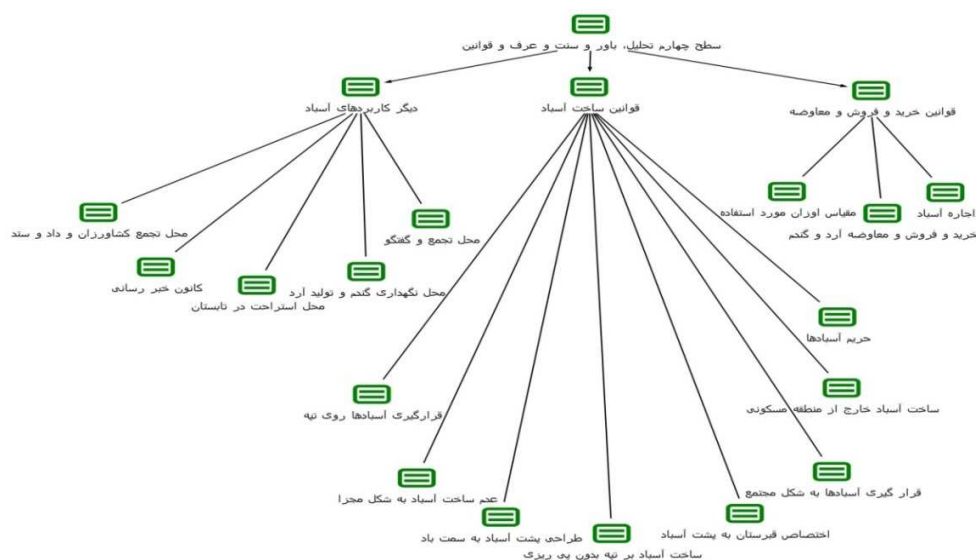 سطح چهارم تحلیل، باور و سنت و عرف و قوانین
قوانین خرید و فروش و معاوضه
قوانین ساخت آسباد
دیگر کاربردهای آسباد
اجاره آسباد
مقیاس اوزان مورد استفاده
خرید و فروش و معاوضه آرد و گندم
محل تجمع و گفتگو
محل تجمع کشاورزان و داد و ستد
محل نگهداری گندم و تولید آرد
کانون خبر رسانی
محل استراحت در تابستان
حریم آسبادها
ساخت آسباد خارج از منطقه مسکونی
قرارگیری آسبادها روی تپه
قرار گیری آسبادها به شکل مجتمع
عدم ساخت آسباد به شکل مجزا
اختصاص قبرستان به پشت آسباد
طراحی پشت آسباد به سمت باد
ساخت آسباد بر تپه بدون پی ریزی